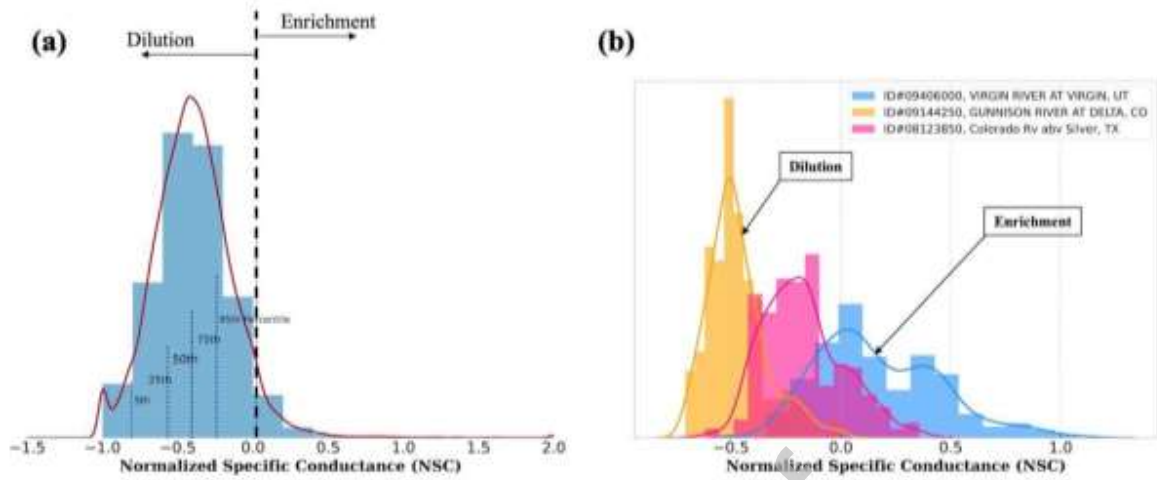 (a)
Dilution
Enrichment
5th
25th
50th
75th
95th Percentile
−1.5 −1.0 −0.5 0.0 0.5 1.0 1.5 2.0
Normalized Specific Conductance (NSC)
(b)
ID#09406000, VIRGIN RIVER AT VIRGIN, UT
ID#09144250, GUNNISON RIVER AT DELTA, CO
ID#08123850, Colorado Rv abv Silver, TX
Dilution
Enrichment
−0.5 0.0 0.5 1.0
Normalized Specific Conductance (NSC)